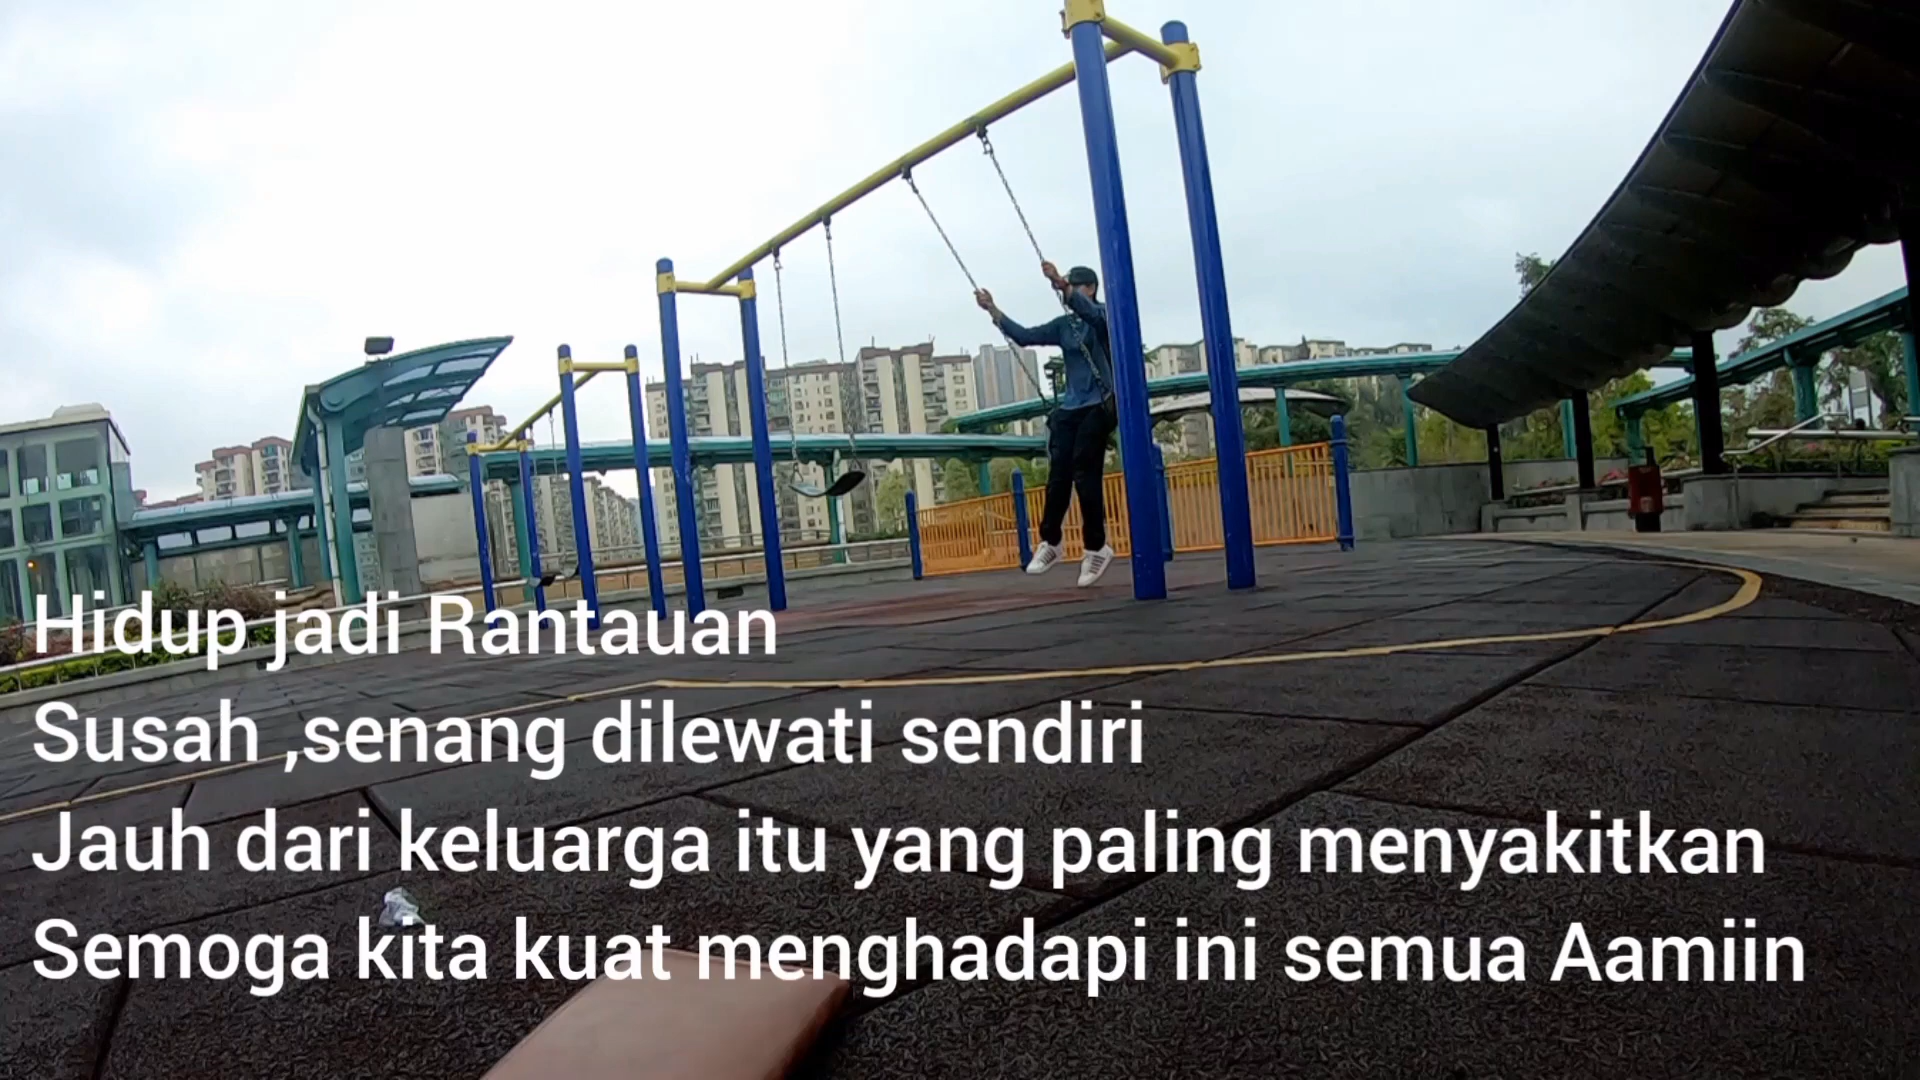 Hidup jadi Rantauan
Susah ,senang dilewati sendiri
Jauh dari keluarga itu yang paling menyakitkan
Semoga kita kuat menghadapi ini semua Aamiin